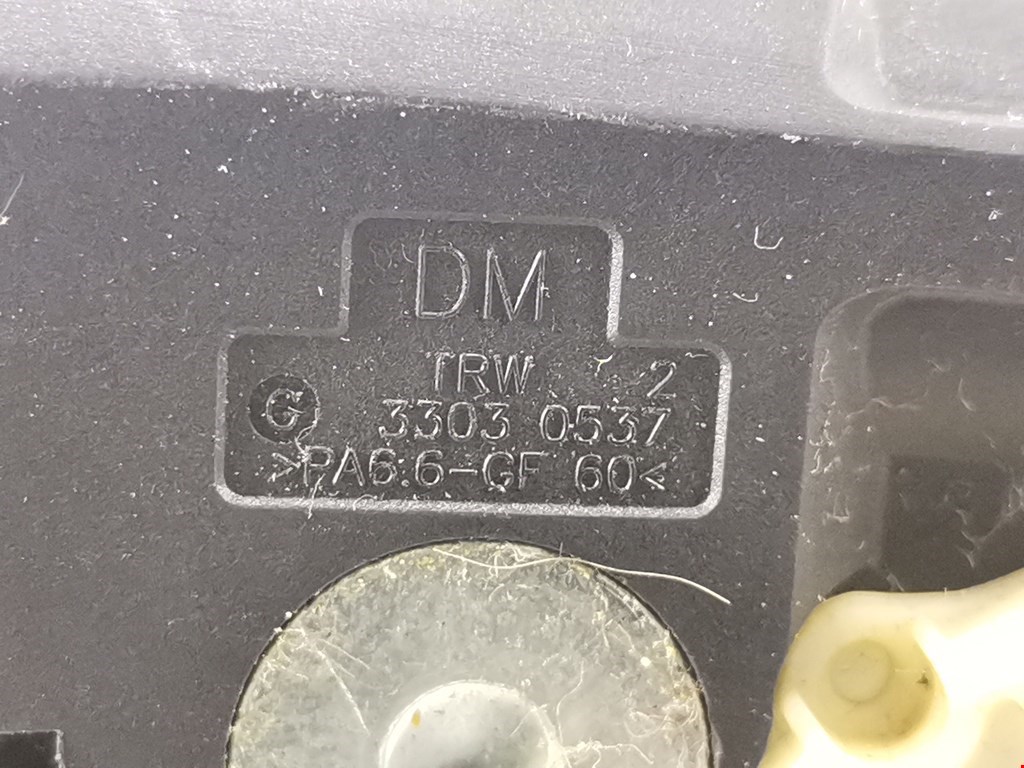 DM
TRW 2
G 3303 0537
>PA6.6-GF 60<